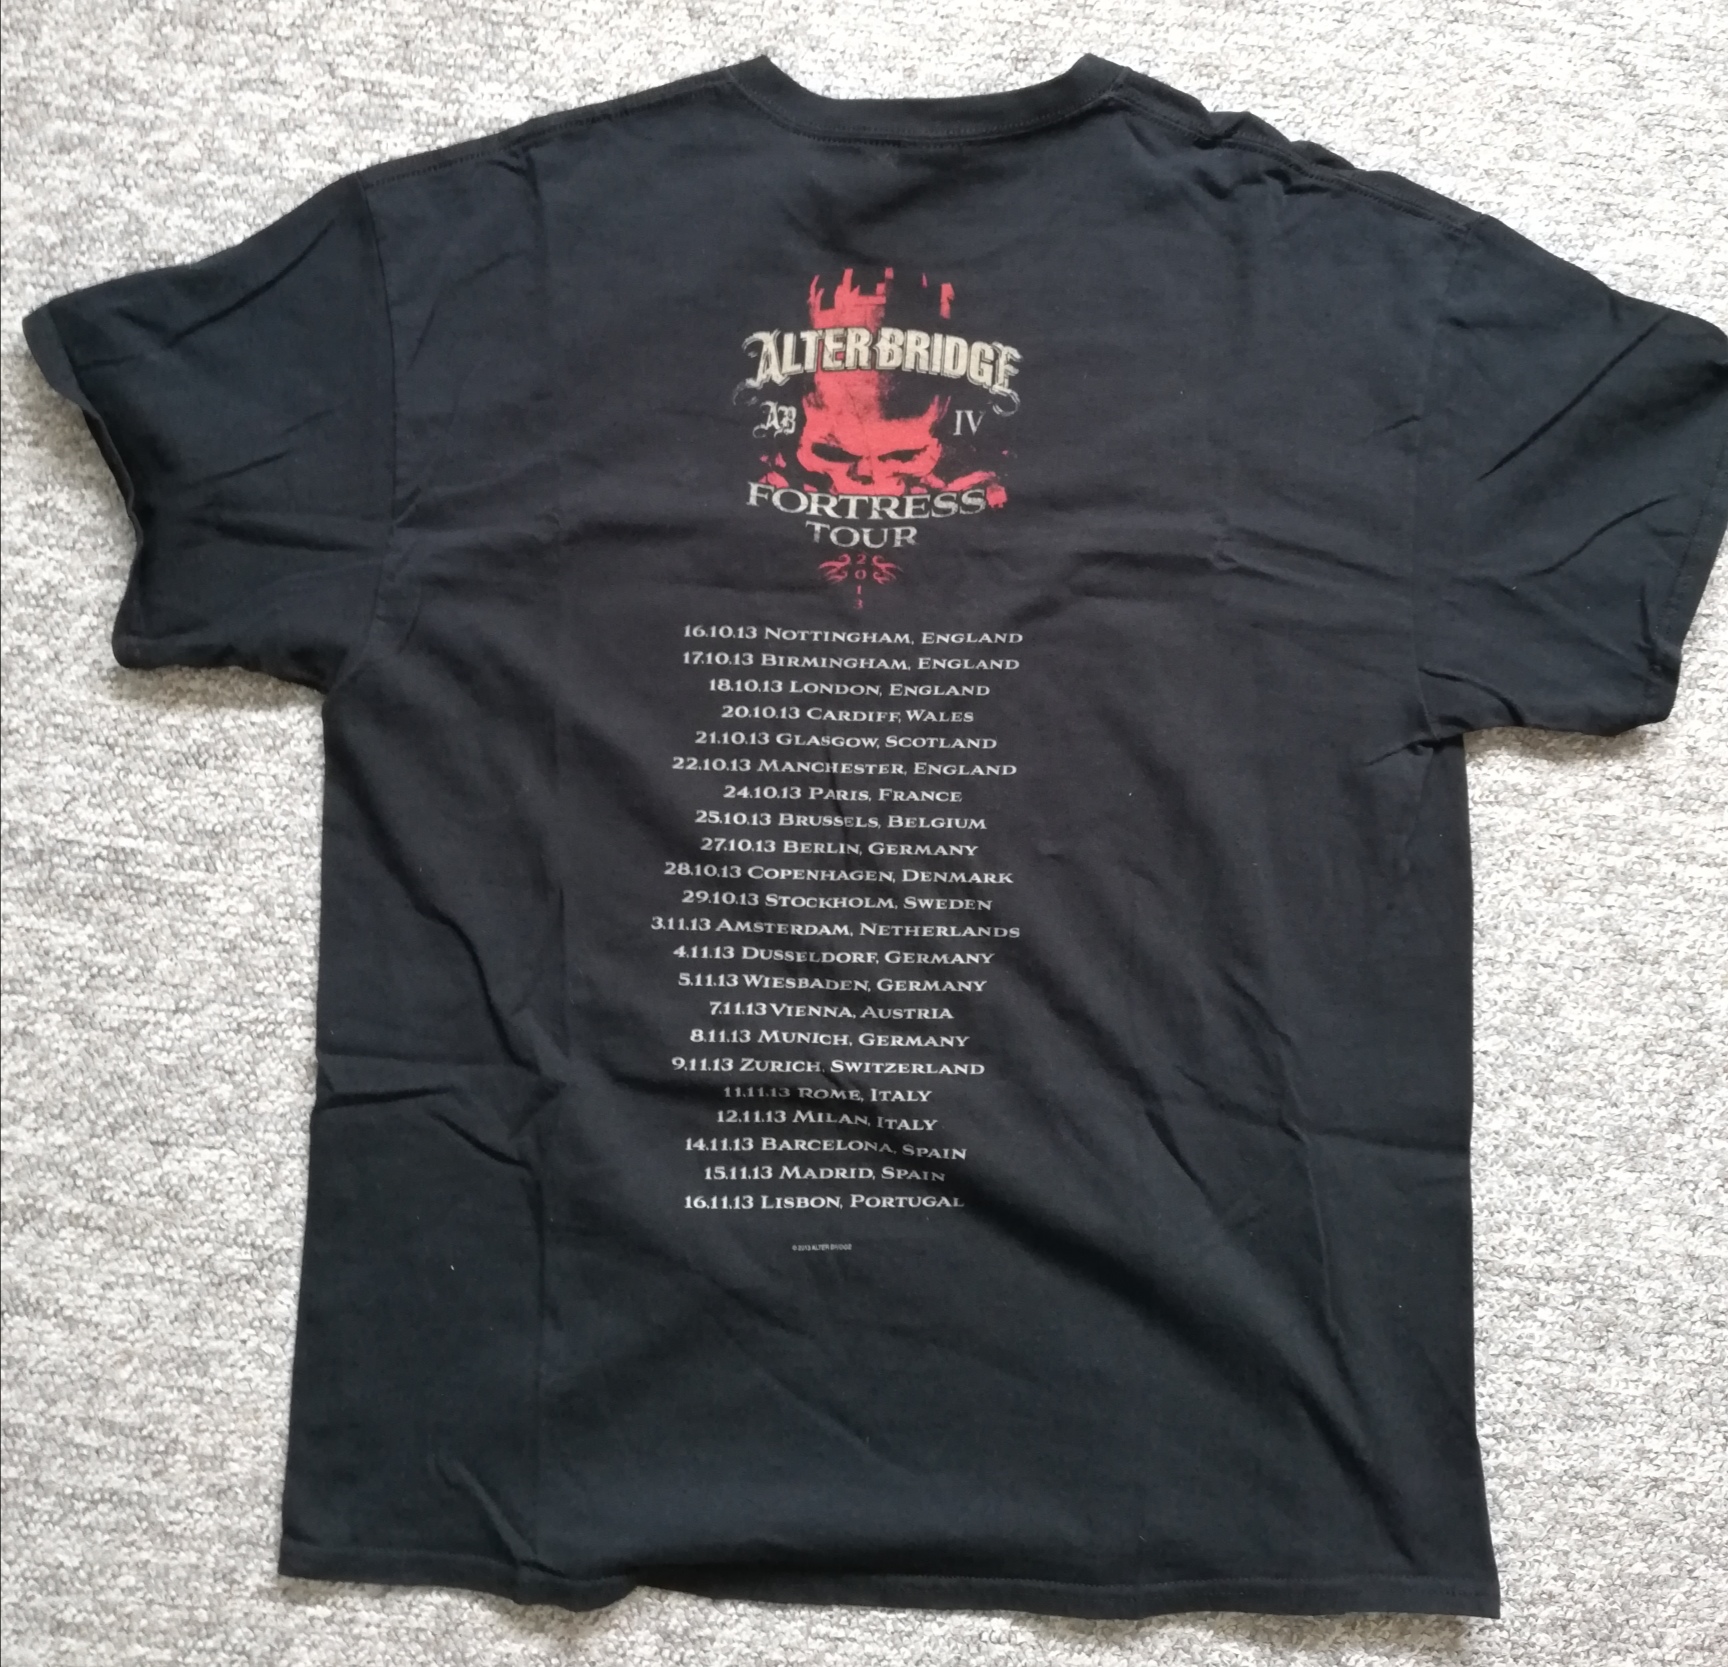 ALTER BRIDGE
AB IV
FORTRESS
TOUR
2
0
1
3
16.10.13 NOTTINGHAM, ENGLAND
17.10.13 BIRMINGHAM, ENGLAND
18.10.13 LONDON, ENGLAND
20.10.13 CARDIFF, WALES
21.10.13 GLASGOW, SCOTLAND
22.10.13 MANCHESTER, ENGLAND
24.10.13 PARIS, FRANCE
25.10.13 BRUSSELS, BELGIUM
27.10.13 BERLIN, GERMANY
28.10.13 COPENHAGEN, DENMARK
29.10.13 STOCKHOLM, SWEDEN
3.11.13 AMSTERDAM, NETHERLANDS
4.11.13 DUSSELDORF, GERMANY
5.11.13 WIESBADEN, GERMANY
7.11.13 VIENNA, AUSTRIA
8.11.13 MUNICH, GERMANY
9.11.13 ZURICH, SWITZERLAND
11.11.13 ROME, ITALY
12.11.13 MILAN, ITALY
14.11.13 BARCELONA, SPAIN
15.11.13 MADRID, SPAIN
16.11.13 LISBON, PORTUGAL
© 2013 ALTER BRIDGE